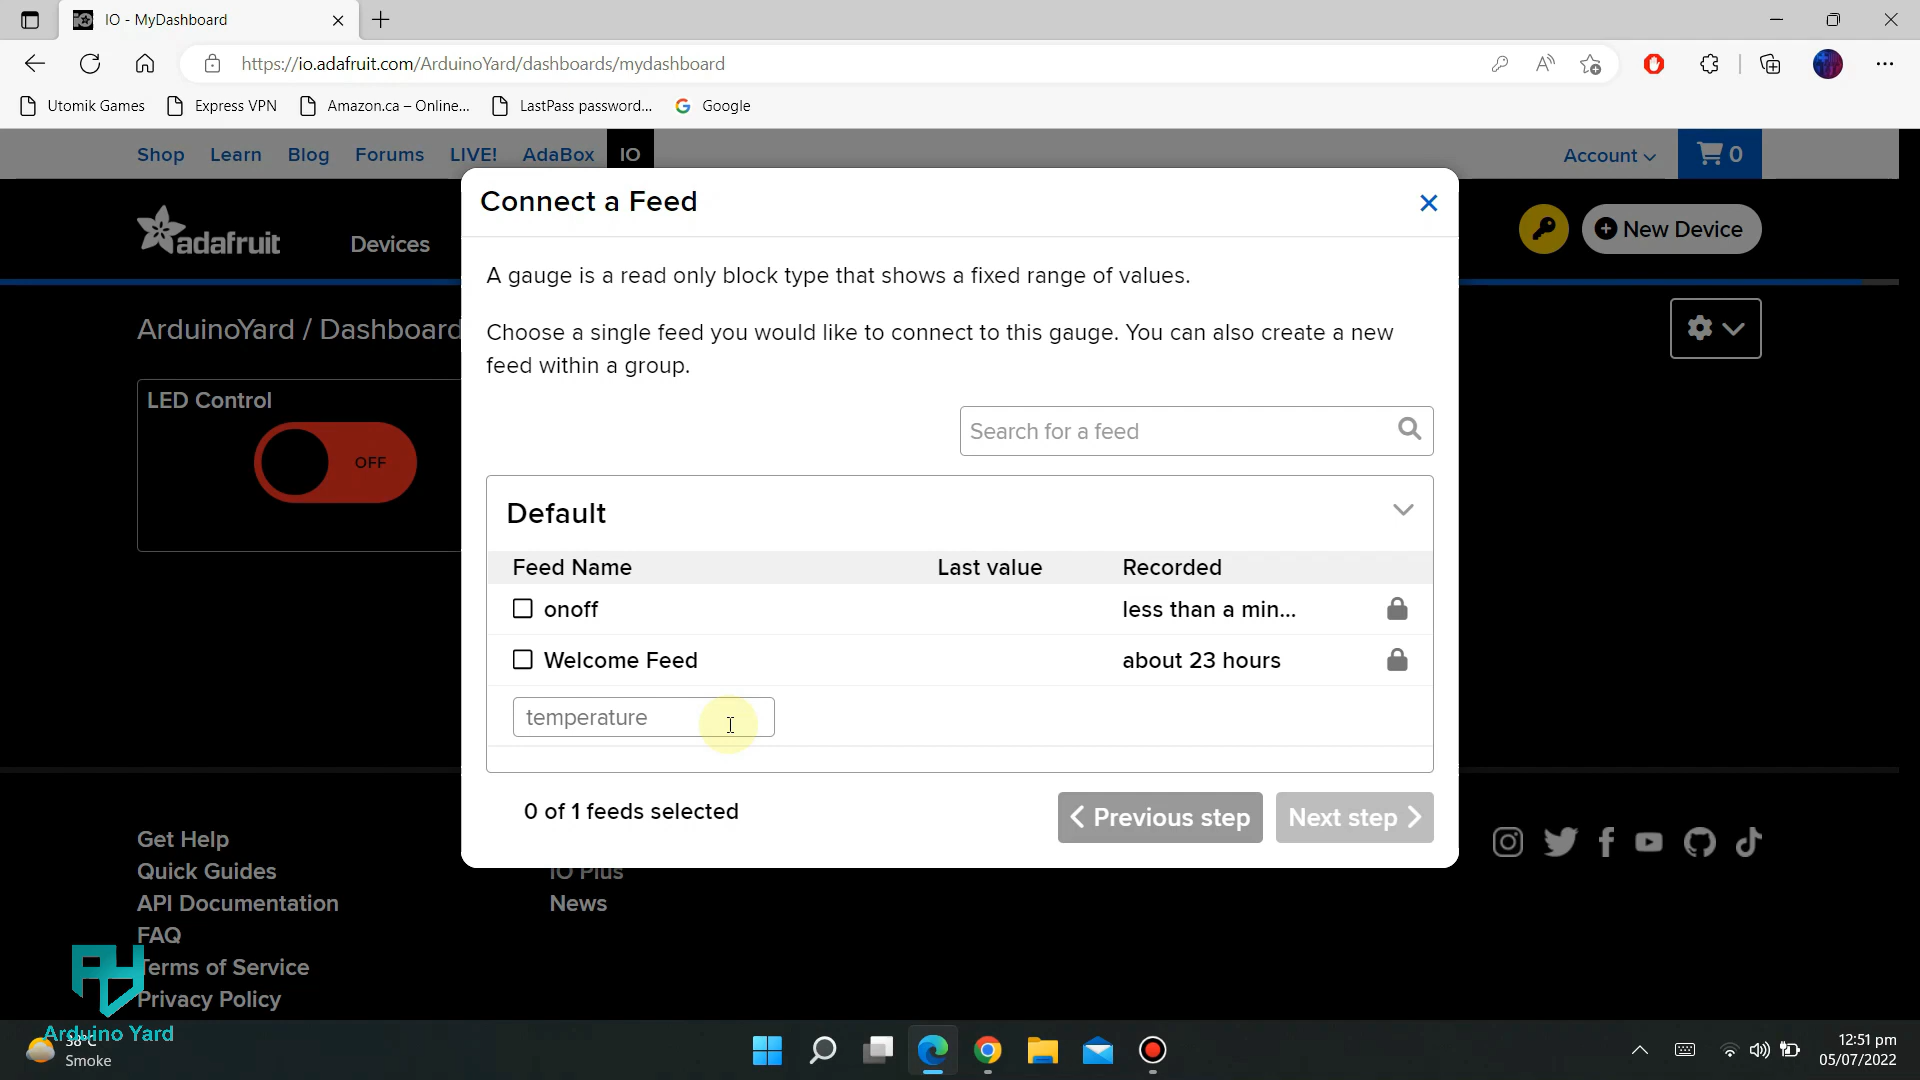 IO - MyDashboard
https://io.adafruit.com/ArduinoYard/dashboards/mydashboard
Utomik Games
Express VPN
Amazon.ca – Online...
LastPass password...
Google
Shop
Learn
Blog
Forums
LIVE!
AdaBox
IO
Account
0
Connect a Feed
adafruit
Devices
New Device
A gauge is a read only block type that shows a fixed range of values.
ArduinoYard / Dashboard
Choose a single feed you would like to connect to this gauge. You can also create a new
feed within a group.
LED Control
OFF
Search for a feed
Default
Feed Name
Last value
Recorded
onoff
less than a min...
Welcome Feed
about 23 hours
temperature
0 of 1 feeds selected
Previous step
Next step
Get Help
Quick Guides
IO Plus
API Documentation
News
FAQ
Terms of Service
Privacy Policy
Arduino Yard
38°C
Smoke
12:51 pm
05/07/2022